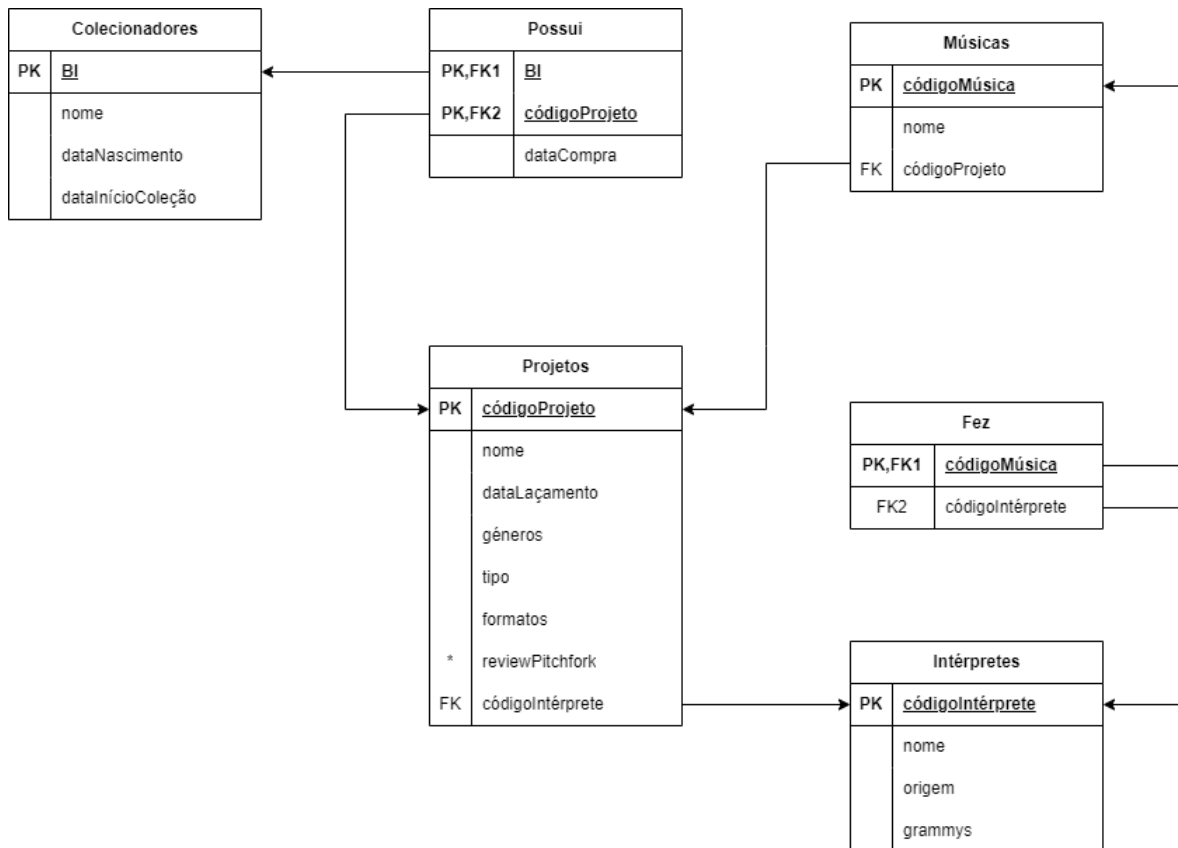 Colecionadores
PK BI
nome
dataNascimento
dataInícioColeção
Possui
PK,FK1 BI
PK,FK2 códigoProjeto
dataCompra
Músicas
PK códigoMúsica
nome
FK códigoProjeto
Projetos
PK códigoProjeto
nome
dataLaçamento
géneros
tipo
formatos
* reviewPitchfork
FK códigoIntérprete
Fez
PK,FK1 códigoMúsica
FK2 códigoIntérprete
Intérpretes
PK códigoIntérprete
nome
origem
grammys